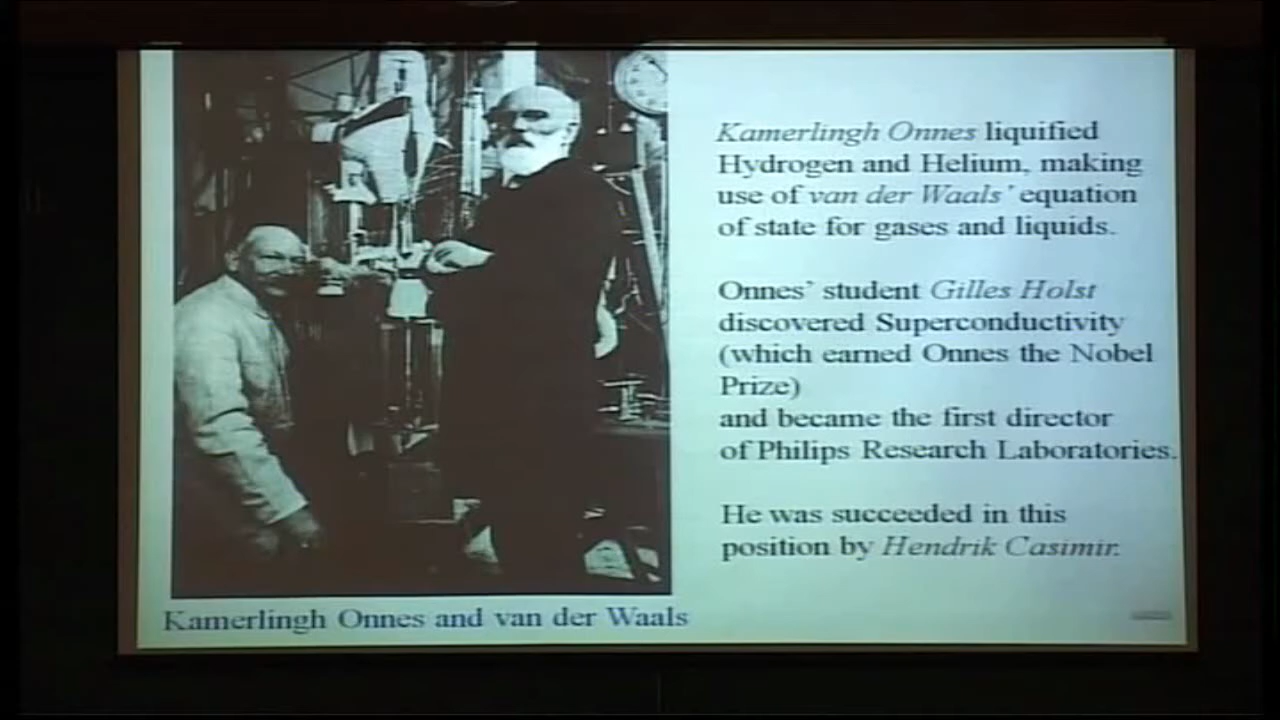 Kamerlingh Onnes liquified
Hydrogen and Helium, making
use of van der Waals' equation
of state for gases and liquids.
Onnes' student Gilles Holst
discovered Superconductivity
(which earned Onnes the Nobel
Prize)
and became the first director
of Philips Research Laboratories.
He was succeeded in this
position by Hendrik Casimir.
Kamerlingh Onnes and van der Waals